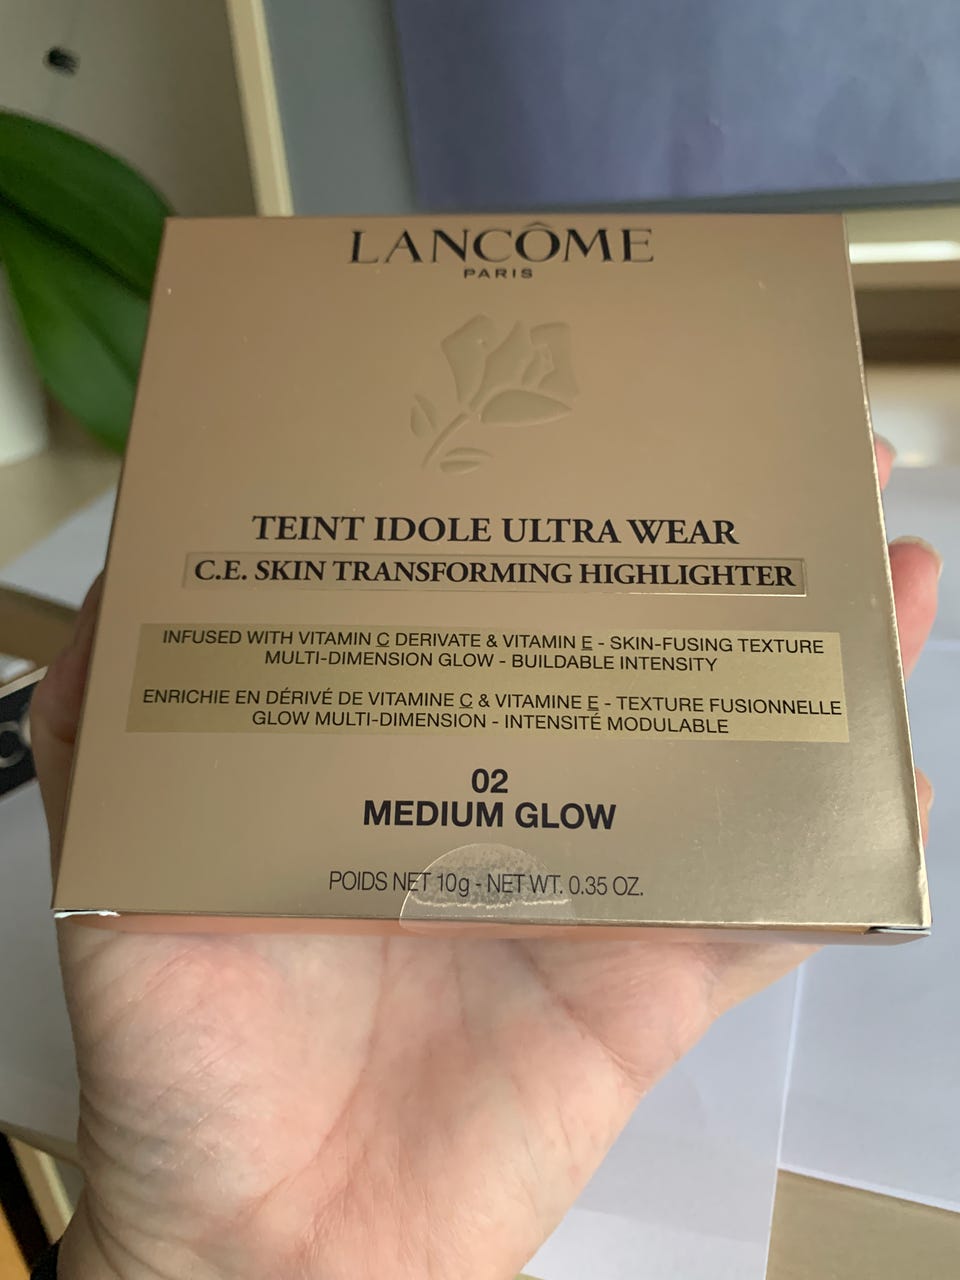 LANCÔME
PARIS
TEINT IDOLE ULTRA WEAR
C.E. SKIN TRANSFORMING HIGHLIGHTER
INFUSED WITH VITAMIN C DERIVATE & VITAMIN E - SKIN-FUSING TEXTURE
MULTI-DIMENSION GLOW - BUILDABLE INTENSITY
ENRICHIE EN DÉRIVÉ DE VITAMINE C & VITAMINE E - TEXTURE FUSIONNELLE
GLOW MULTI-DIMENSION - INTENSITÉ MODULABLE
02
MEDIUM GLOW
POIDS NET 10g - NET WT. 0.35 OZ.